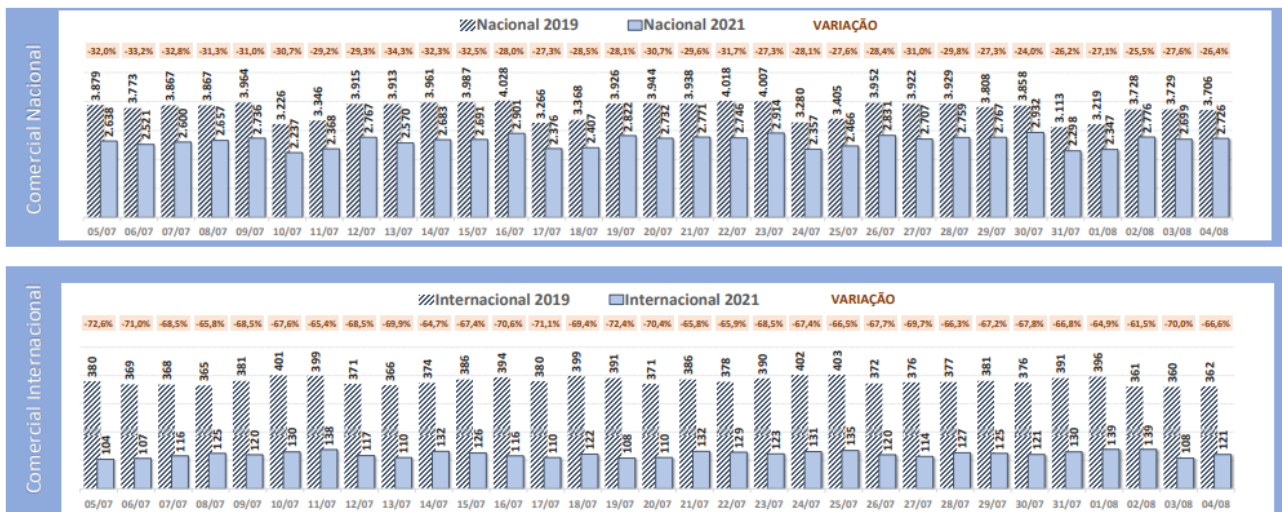 Comercial Nacional
Nacional 2019 Nacional 2021 VARIAÇÃO
-32,0% -33,2% -32,8% -31,3% -31,0% -30,7% -29,2% -29,3% -34,3% -32,3% -32,5% -28,0% -27,3% -28,5% -28,1% -30,7% -29,6% -31,7% -27,3% -28,1% -27,6% -28,4% -31,0% -29,8% -27,3% -24,0% -26,2% -27,1% -25,5% -27,6% -26,4%
3.879 3.773 3.867 3.867 3.964 3.226 3.346 3.915 3.913 3.961 3.987 4.028 3.266 3.368 3.926 3.944 3.938 4.018 4.007 3.280 3.405 3.952 3.922 3.929 3.808 3.858 3.113 3.219 3.728 3.729 3.706
2.638 2.521 2.600 2.657 2.736 2.237 2.368 2.767 2.570 2.683 2.691 2.901 2.376 2.407 2.822 2.732 2.771 2.746 2.914 2.357 2.466 2.831 2.707 2.759 2.767 2.932 2.298 2.347 2.776 2.699 2.726
05/07 06/07 07/07 08/07 09/07 10/07 11/07 12/07 13/07 14/07 15/07 16/07 17/07 18/07 19/07 20/07 21/07 22/07 23/07 24/07 25/07 26/07 27/07 28/07 29/07 30/07 31/07 01/08 02/08 03/08 04/08
Comercial Internacional
Internacional 2019 Internacional 2021 VARIAÇÃO
-72,6% -71,0% -68,5% -65,8% -68,5% -67,6% -65,4% -68,5% -69,9% -64,7% -67,4% -70,6% -71,1% -69,4% -72,4% -70,4% -65,8% -65,9% -68,5% -67,4% -66,5% -67,7% -69,7% -66,3% -67,2% -67,8% -66,8% -64,9% -61,5% -70,0% -66,6%
380 369 368 365 381 401 399 371 366 374 386 394 380 399 391 371 386 378 390 402 403 372 376 377 381 376 391 396 361 360 362
104 107 116 125 120 130 138 117 110 132 126 116 110 122 108 110 132 129 123 131 135 120 114 127 125 121 130 139 139 108 121
05/07 06/07 07/07 08/07 09/07 10/07 11/07 12/07 13/07 14/07 15/07 16/07 17/07 18/07 19/07 20/07 21/07 22/07 23/07 24/07 25/07 26/07 27/07 28/07 29/07 30/07 31/07 01/08 02/08 03/08 04/08